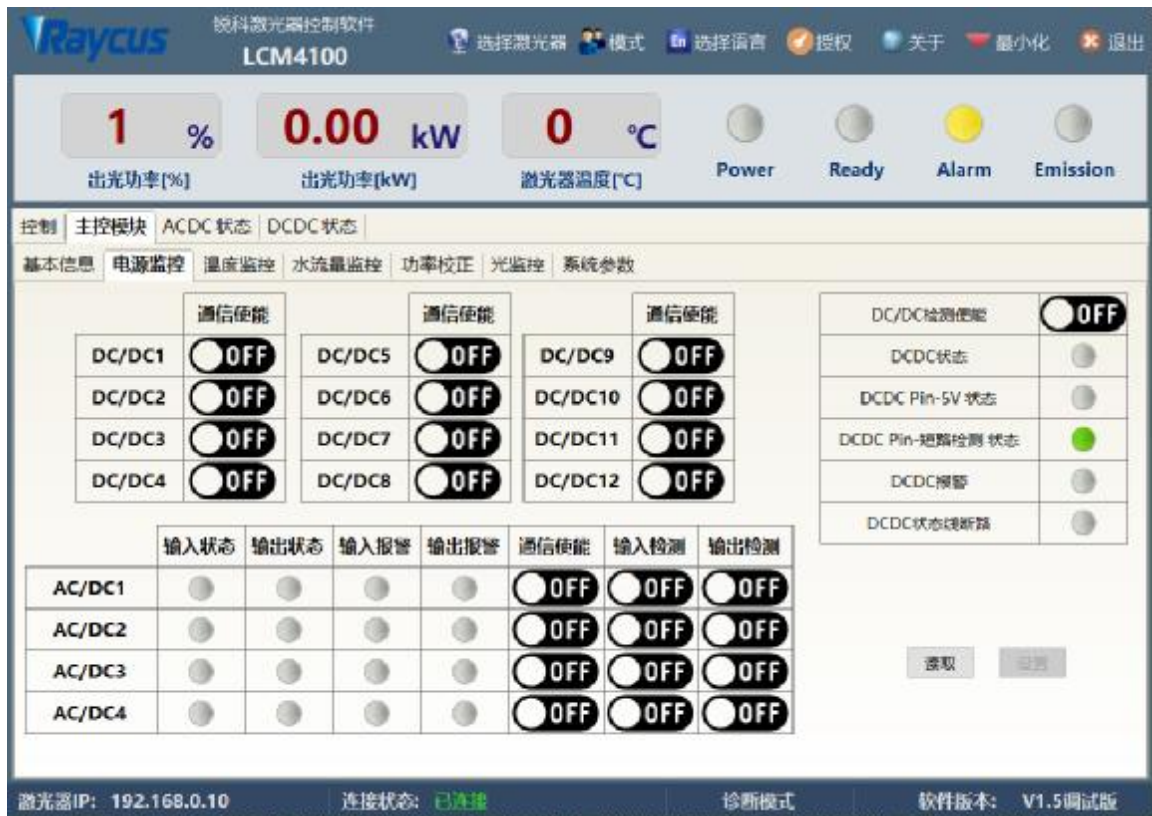 Raycus 锐科激光器控制软件 LCM4100 选择激光器 模式 En 选择语言 授权 关于 最小化 退出
1 % 0.00 kW 0 ℃
出光功率[%] 出光功率[kW] 激光器温度[℃] Power Ready Alarm Emission
控制 主控模块 ACDC 状态 DCDC 状态
基本信息 电源监控 温度监控 水流量监控 功率校正 光监控 系统参数
通信使能 通信使能 通信使能 DC/DC检测使能 OFF
DC/DC1 OFF DC/DC5 OFF DC/DC9 OFF DCDC状态
DC/DC2 OFF DC/DC6 OFF DC/DC10 OFF DCDC Pin-5V 状态
DC/DC3 OFF DC/DC7 OFF DC/DC11 OFF DCDC Pin-短路检测 状态
DC/DC4 OFF DC/DC8 OFF DC/DC12 OFF DCDC报警
DCDC状态线断路
输入状态 输出状态 输入报警 输出报警 通信使能 输入检测 输出检测
AC/DC1 OFF OFF OFF
AC/DC2 OFF OFF OFF
AC/DC3 OFF OFF OFF
AC/DC4 OFF OFF OFF
读取 设置
激光器IP: 192.168.0.10 连接状态: 已连接 诊断模式 软件版本: V1.5调试版